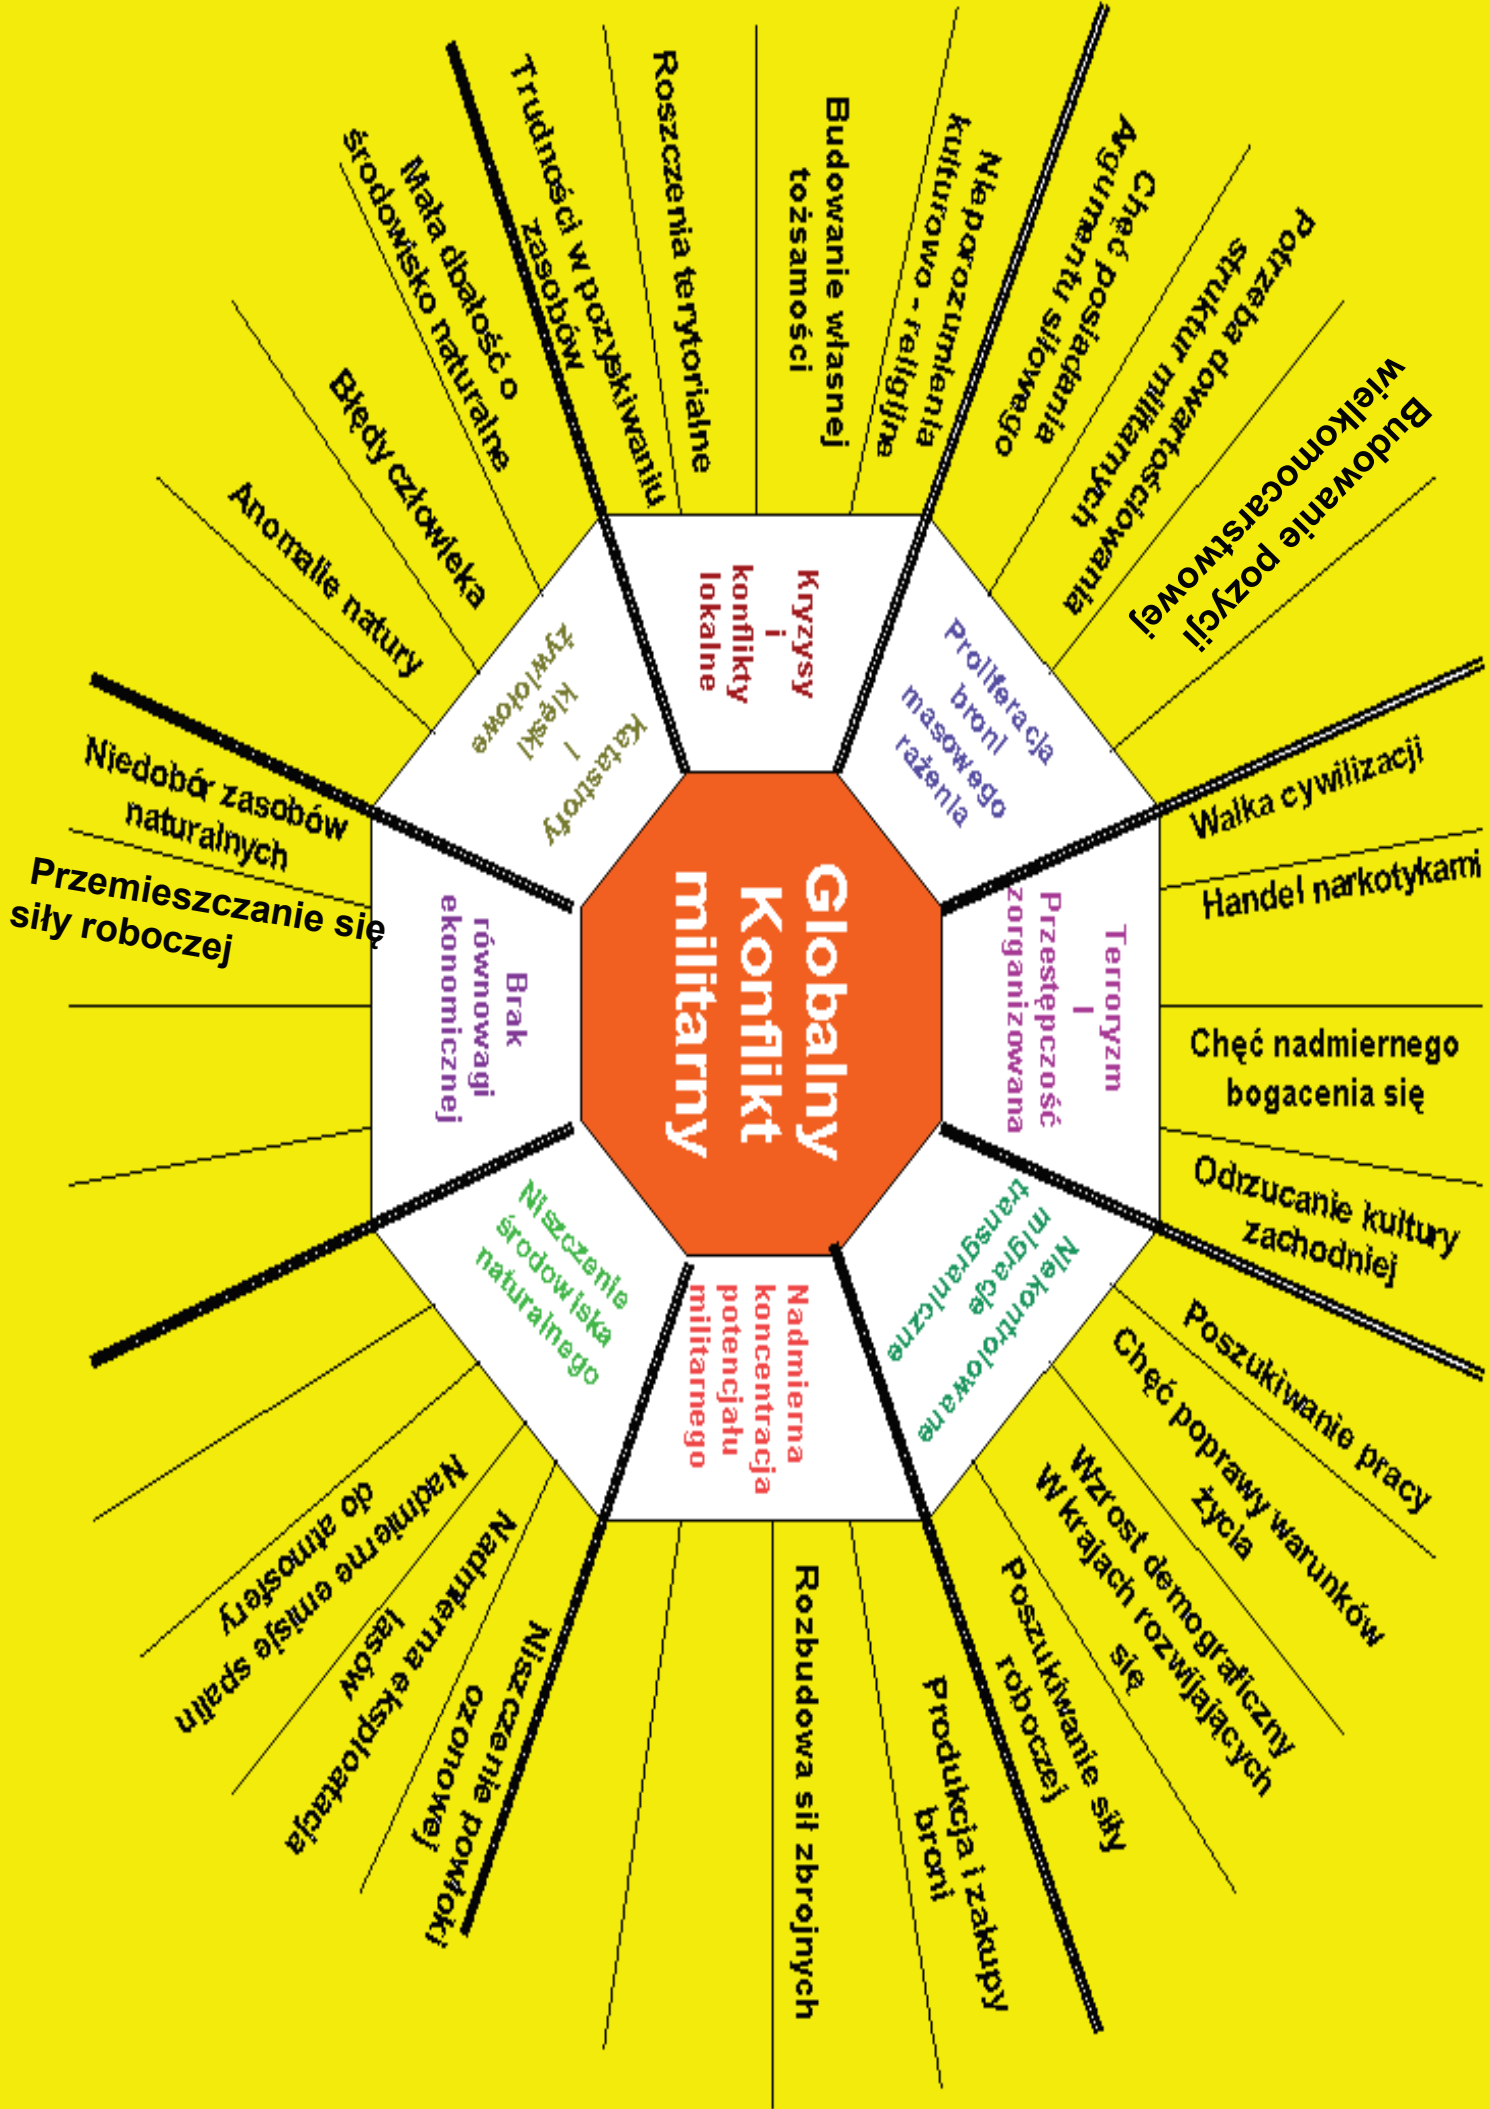 Globalny
Konflikt
militarny
Kryzysy
i
konflikty
lokalne
Proliferacja
broni
masowego
rażenia
Terroryzm
I
Przestępczość
zorganizowana
Niekontrolowane
migracje
transgraniczne
Nadmierna
koncentracja
potencjału
militarnego
Niszczenie
środowiska
naturalnego
Brak
równowagi
ekonomicznej
Katastrofy
I
klęski
żywiołowe
Trudności w pozyskiwaniu
zasobów
Roszczenia terytorialne
Budowanie własnej
tożsamości
Nieporozumienia
kulturowo - religijne
Chęć posiadania
Argumentu siłowego
Potrzeba dowartościowania
struktur militarnych
Budowanie pozycji
wielkomocarstwowej
Walka cywilizacji
Handel narkotykami
Chęć nadmiernego
bogacenia się
Odrzucanie kultury
zachodniej
Poszukiwanie pracy
Chęć poprawy warunków
życia
Wzrost demograficzny
W krajach rozwijających
się
Poszukiwanie siły
roboczej
Produkcja i zakupy
broni
Rozbudowa sił zbrojnych
Niszczenie powłoki
ozonowej
Nadmierna eksploatacja
lasów
Nadmierne emisje spalin
do atmosfery
Przemieszczanie się
siły roboczej
Niedobór zasobów
naturalnych
Anomalie natury
Błędy człowieka
Mała dbałość o
środowisko naturalne